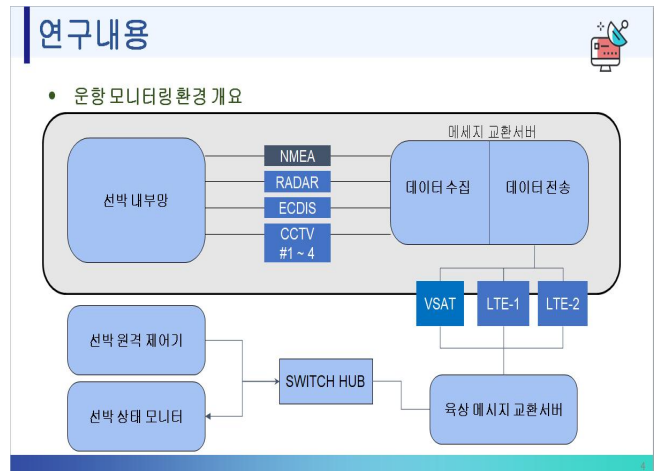 연구내용
• 운항 모니터링 환경 개요
메세지 교환서버
선박 내부망
NMEA
RADAR
ECDIS
CCTV
#1 ~ 4
데이터 수집
데이터 전송
VSAT
LTE-1
LTE-2
선박 원격 제어기
선박 상태 모니터
SWITCH HUB
육상 메시지 교환서버
4